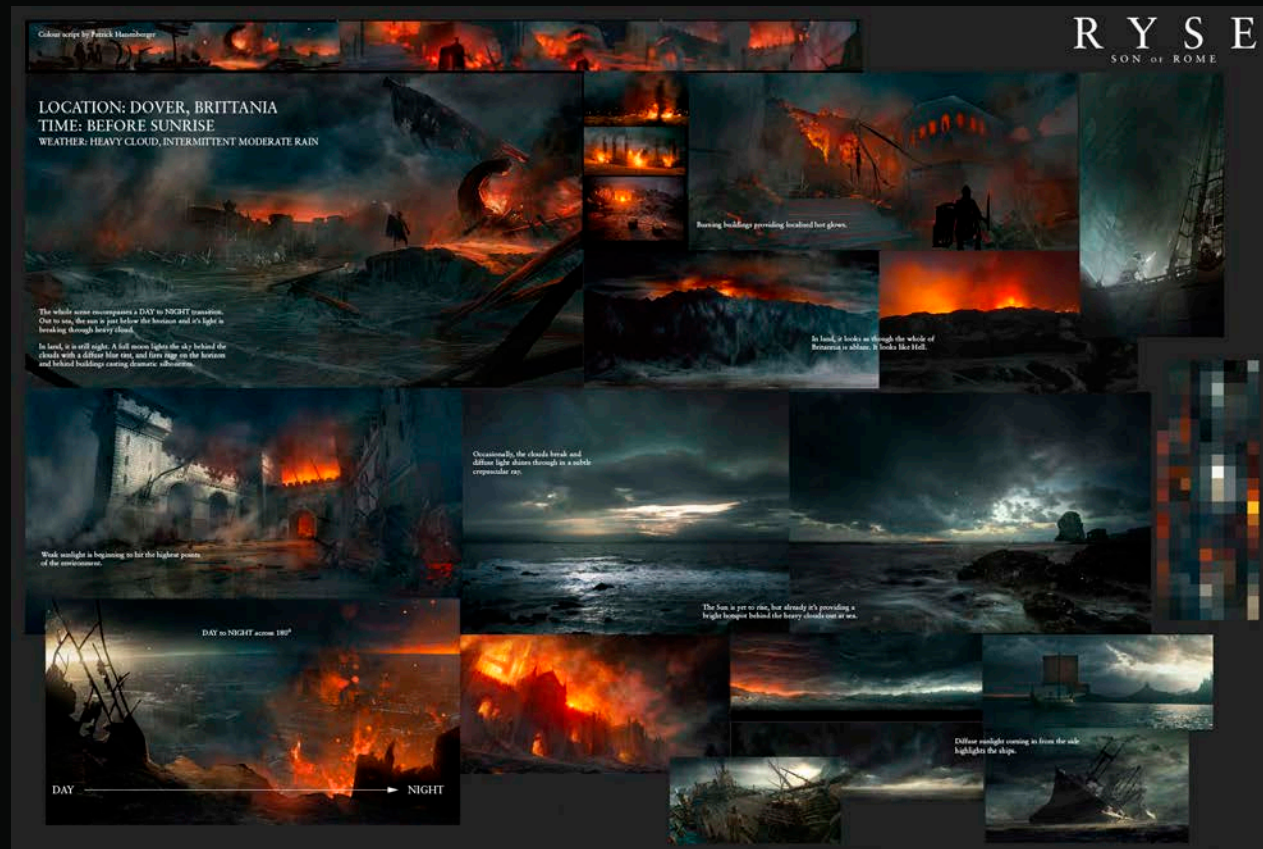 Colour script by Patrick Hanenberger
RYSE
SON OF ROME
LOCATION: DOVER, BRITTANIA
TIME: BEFORE SUNRISE
WEATHER: HEAVY CLOUD, INTERMITTENT MODERATE RAIN
The whole scene encompasses a DAY to NIGHT transition.
Out to sea, the sun is just below the horizon and it's light is
breaking through heavy cloud.
In land, it is still night. A full moon lights the sky behind the
clouds with a diffuse blue tint, and fires rage on the horizon
and behind buildings casting dramatic silhouettes.
Burning buildings providing localized hot glows.
In land, it looks as though the whole of
Britannia is ablaze. It looks like Hell.
Occasionally, the clouds break and
diffuse light shines through in a subtle
crepuscular ray.
Weak sunlight is beginning to hit the highest points
of the environment.
The Sun is yet to rise, but already it's providing a
bright hotspot behind the heavy clouds out at sea.
DAY to NIGHT across 180°
DAY
NIGHT
Diffuse sunlight coming in from the side
highlights the ships.